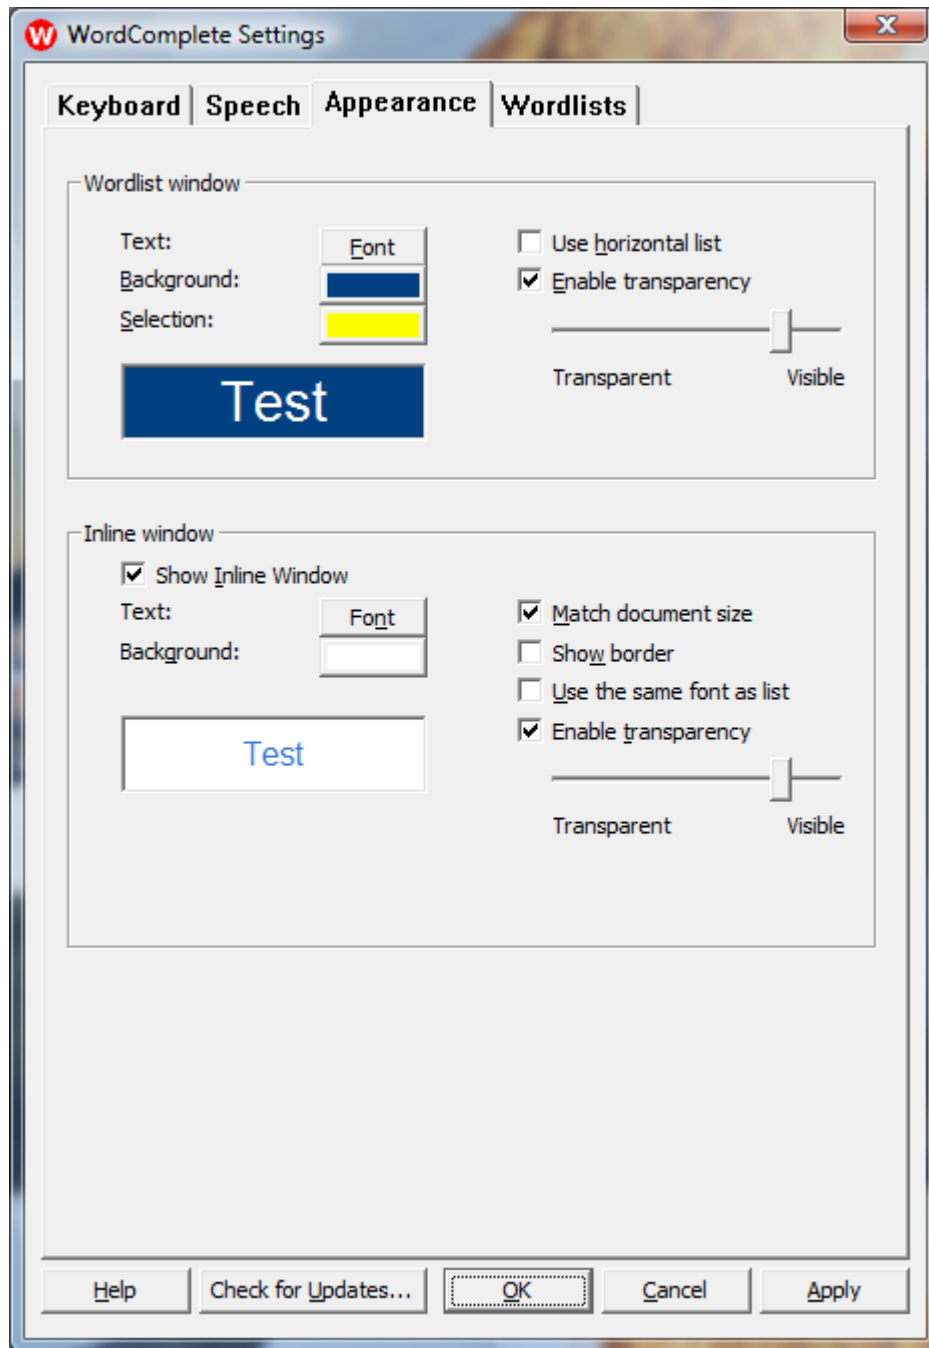 W WordComplete Settings X
Keyboard Speech Appearance Wordlists
Wordlist window
Text: Font
Use horizontal list
Background:
Enable transparency
Selection:
Transparent Visible
Test
Inline window
Show Inline Window
Text: Font
Match document size
Background:
Show border
Use the same font as list
Test
Enable transparency
Transparent Visible
Help Check for Updates... OK Cancel Apply